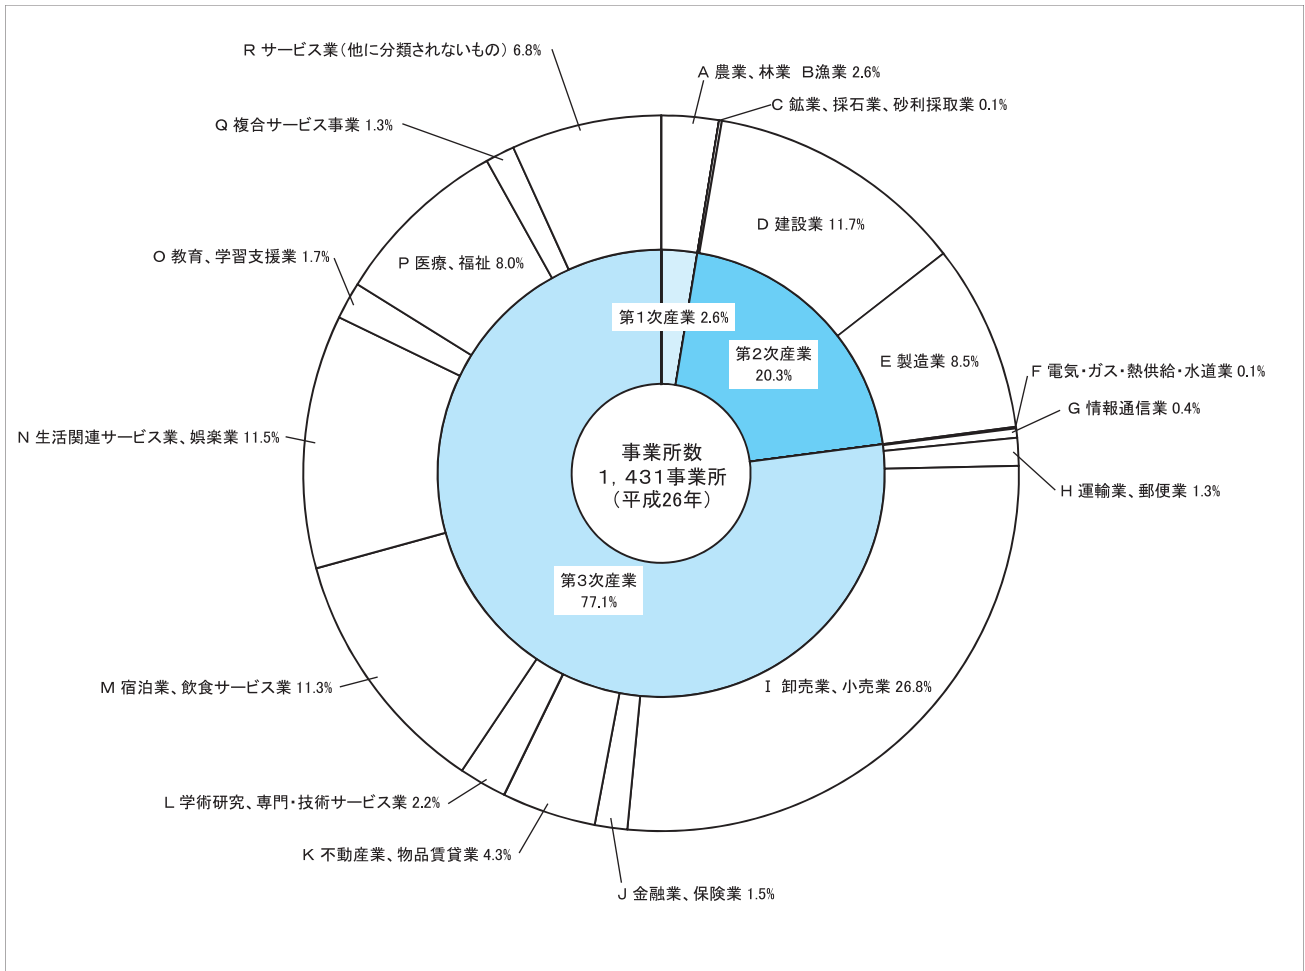 R サービス業(他に分類されないもの) 6.8%
A 農業、林業 B漁業 2.6%
C 鉱業、採石業、砂利採取業 0.1%
Q 複合サービス事業 1.3%
D 建設業 11.7%
O 教育、学習支援業 1.7%
P 医療、福祉 8.0%
第1次産業 2.6%
第2次産業
20.3%
E 製造業 8.5%
F 電気・ガス・熱供給・水道業 0.1%
G 情報通信業 0.4%
N 生活関連サービス業、娯楽業 11.5%
事業所数
1,431事業所
(平成26年)
H 運輸業、郵便業 1.3%
第3次産業
77.1%
M 宿泊業、飲食サービス業 11.3%
I 卸売業、小売業 26.8%
L 学術研究、専門・技術サービス業 2.2%
K 不動産業、物品賃貸業 4.3%
J 金融業、保険業 1.5%